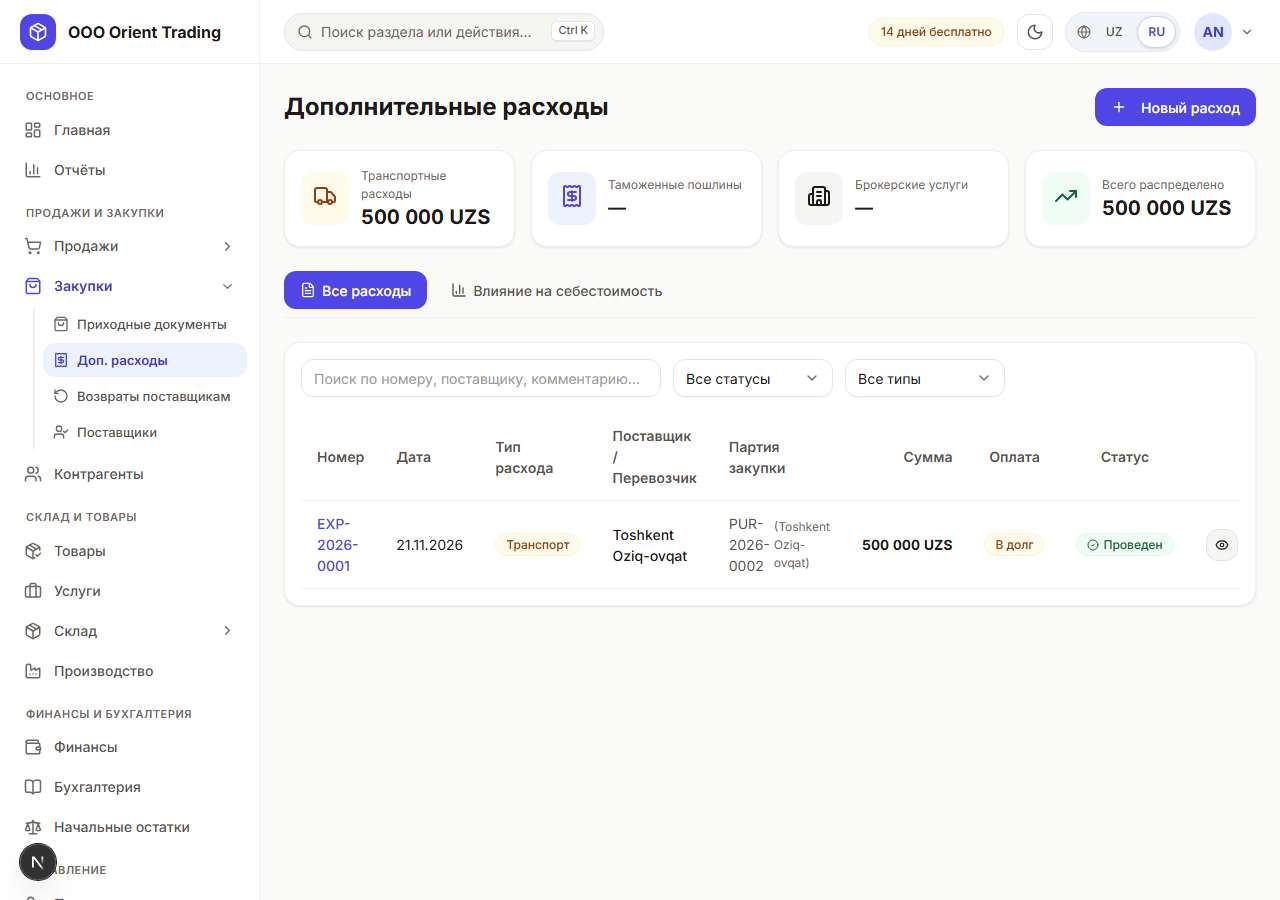 ООО Orient Trading
Поиск раздела или действия...
Ctrl K
14 дней бесплатно
UZ
RU
AN
ОСНОВНОЕ
Главная
Отчёты
ПРОДАЖИ И ЗАКУПКИ
Продажи
Закупки
Приходные документы
Доп. расходы
Возвраты поставщикам
Поставщики
Контрагенты
СКЛАД И ТОВАРЫ
Товары
Услуги
Склад
Производство
ФИНАНСЫ И БУХГАЛТЕРИЯ
Финансы
Бухгалтерия
Начальные остатки
N
Дополнительные расходы
Новый расход
Транспортные
расходы
500 000 UZS
Таможенные пошлины
—
Брокерские услуги
—
Всего распределено
500 000 UZS
Все расходы
Влияние на себестоимость
Поиск по номеру, поставщику, комментарию...
Все статусы
Все типы
Номер
Дата
Тип
расхода
Поставщик
/
Перевозчик
Партия
закупки
Сумма
Оплата
Статус
EXP-
2026-
0001
21.11.2026
Транспорт
Toshkent
Oziq-ovqat
PUR-
2026-
0002
(Toshkent
Oziq-
ovqat)
500 000 UZS
В долг
Проведен